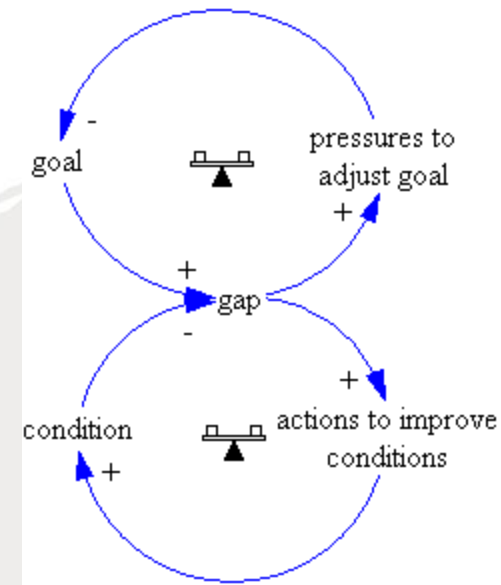 -
pressures to
adjust goal
goal
+
+
gap
-
+
condition
actions to improve
conditions
+